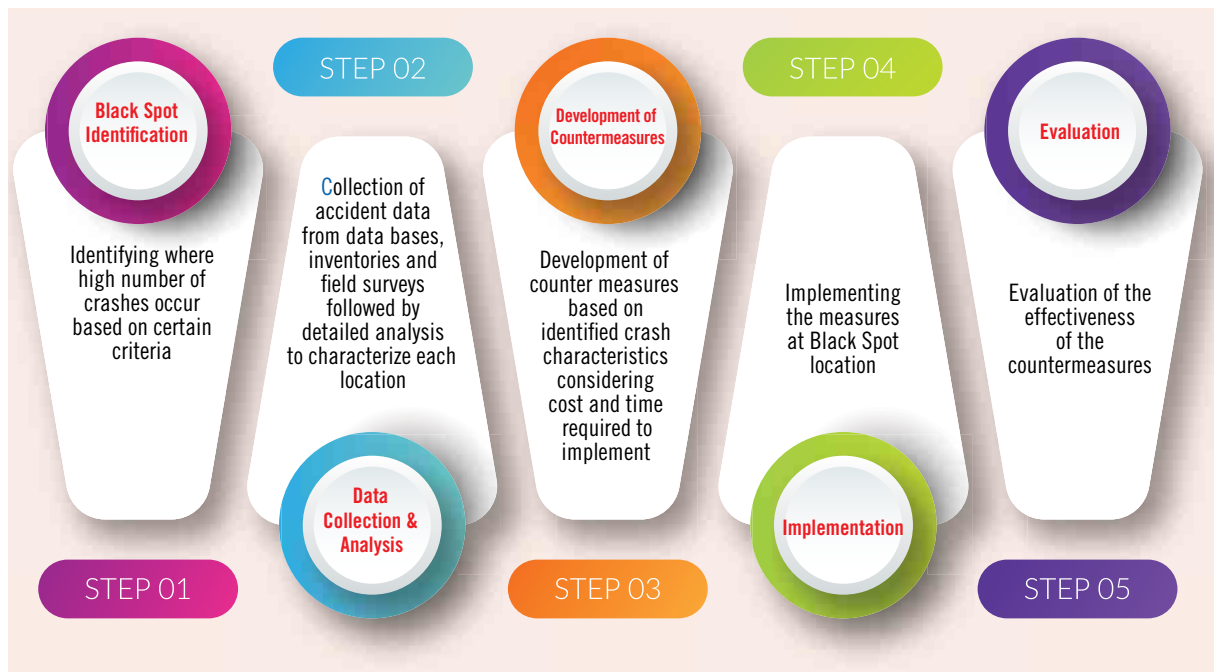 Black Spot
Identification
Identifying where
high number of
crashes occur
based on certain
criteria
STEP 01
STEP 02
Collection of
accident data
from data bases,
inventories and
field surveys
followed by
detailed analysis
to characterize each
location
Data
Collection &
Analysis
Development of
Countermeasures
Development of
counter measures
based on
identified crash
characteristics
considering
cost and time
required to
implement
STEP 03
STEP 04
Implementing
the measures
at Black Spot
location
Implementation
Evaluation
Evaluation of the
effectiveness
of the
countermeasures
STEP 05